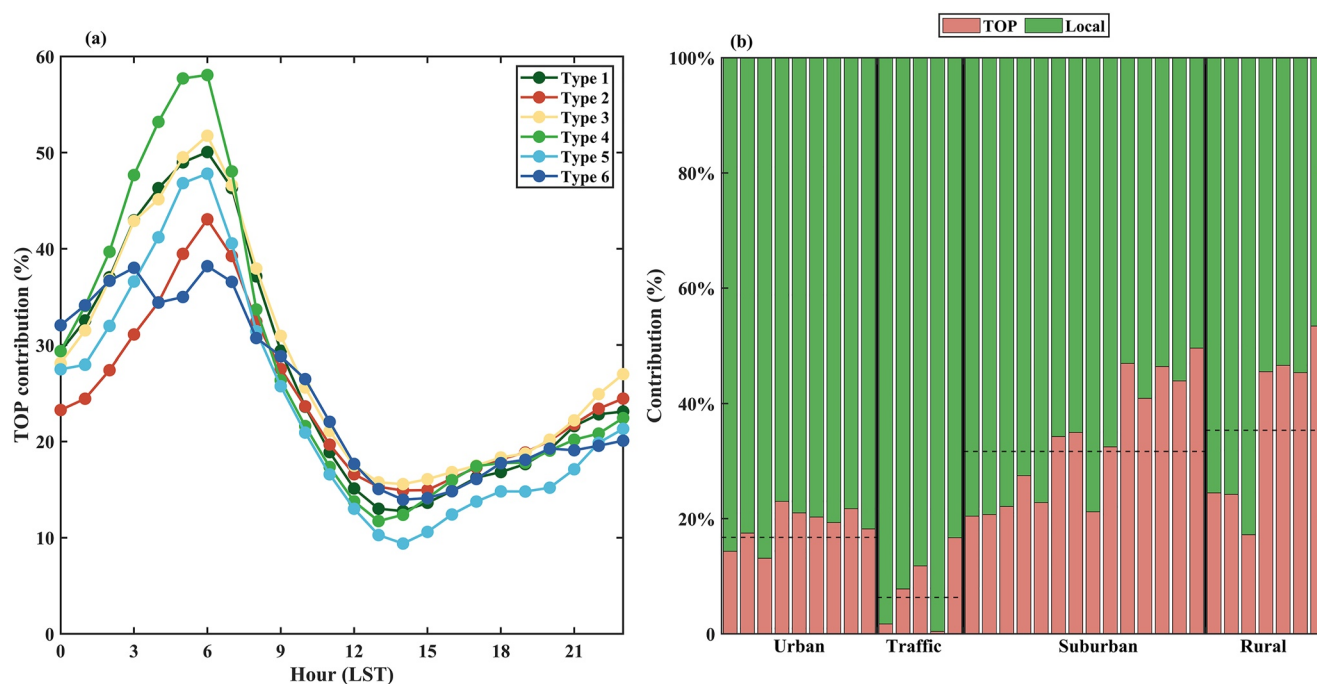 (a)
60
50
40
30
20
10
0
TOP contribution (%)
Type 1
Type 2
Type 3
Type 4
Type 5
Type 6
0 3 6 9 12 15 18 21
Hour (LST)
TOP Local
(b)
100%
80%
60%
40%
20%
0
Contribution (%)
Urban Traffic Suburban Rural